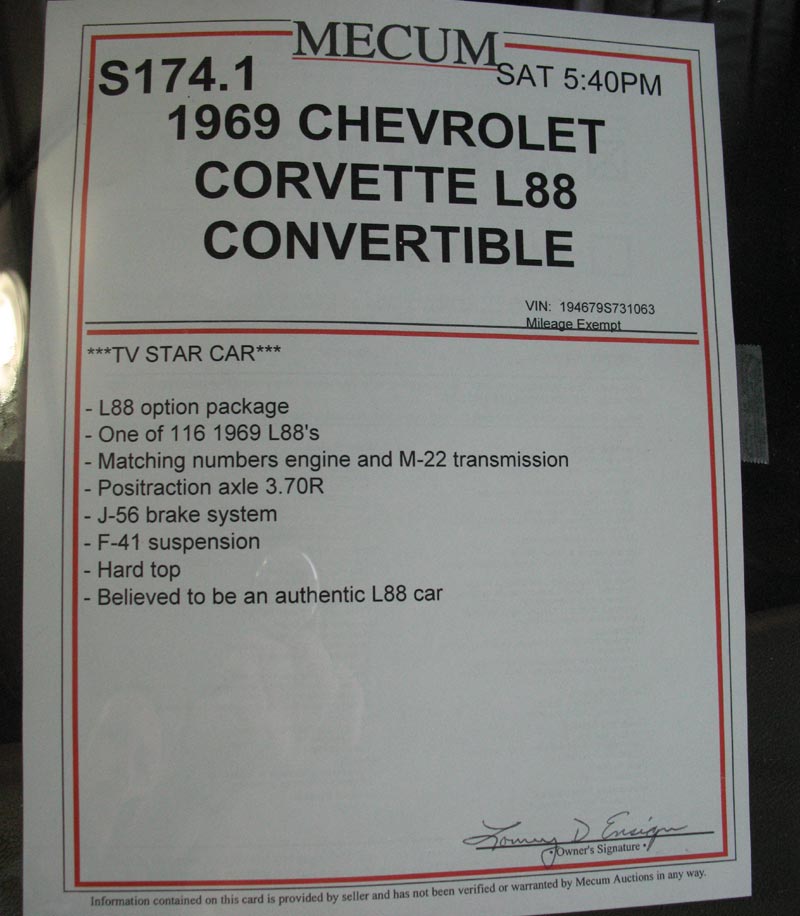 MECUM
S174.1 SAT 5:40PM
1969 CHEVROLET
CORVETTE L88
CONVERTIBLE
VIN: 194679S731063
Mileage Exempt
***TV STAR CAR***
- L88 option package
- One of 116 1969 L88's
- Matching numbers engine and M-22 transmission
- Positraction axle 3.70R
- J-56 brake system
- F-41 suspension
- Hard top
- Believed to be an authentic L88 car
D Ensign
• Owner's Signature •
Information contained on this card is provided by seller and has not been verified or warranted by Mecum Auctions in any way.